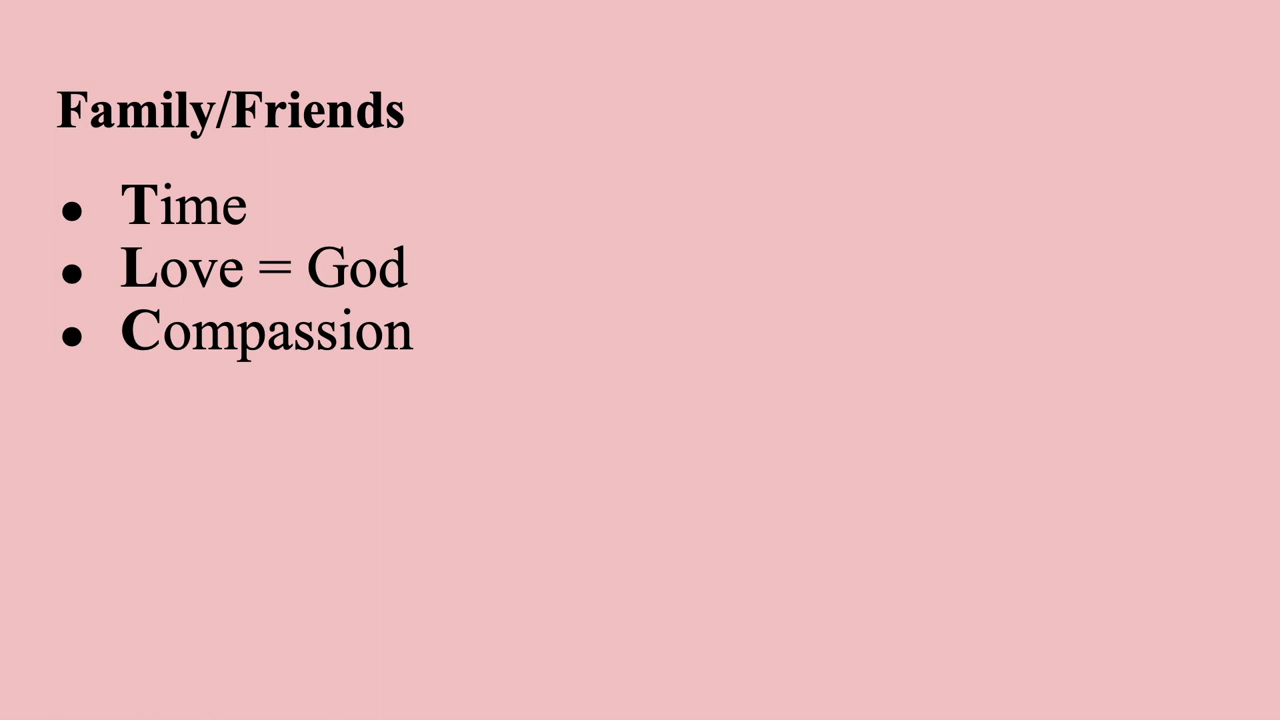 Family/Friends
● Time
● Love = God
● Compassion